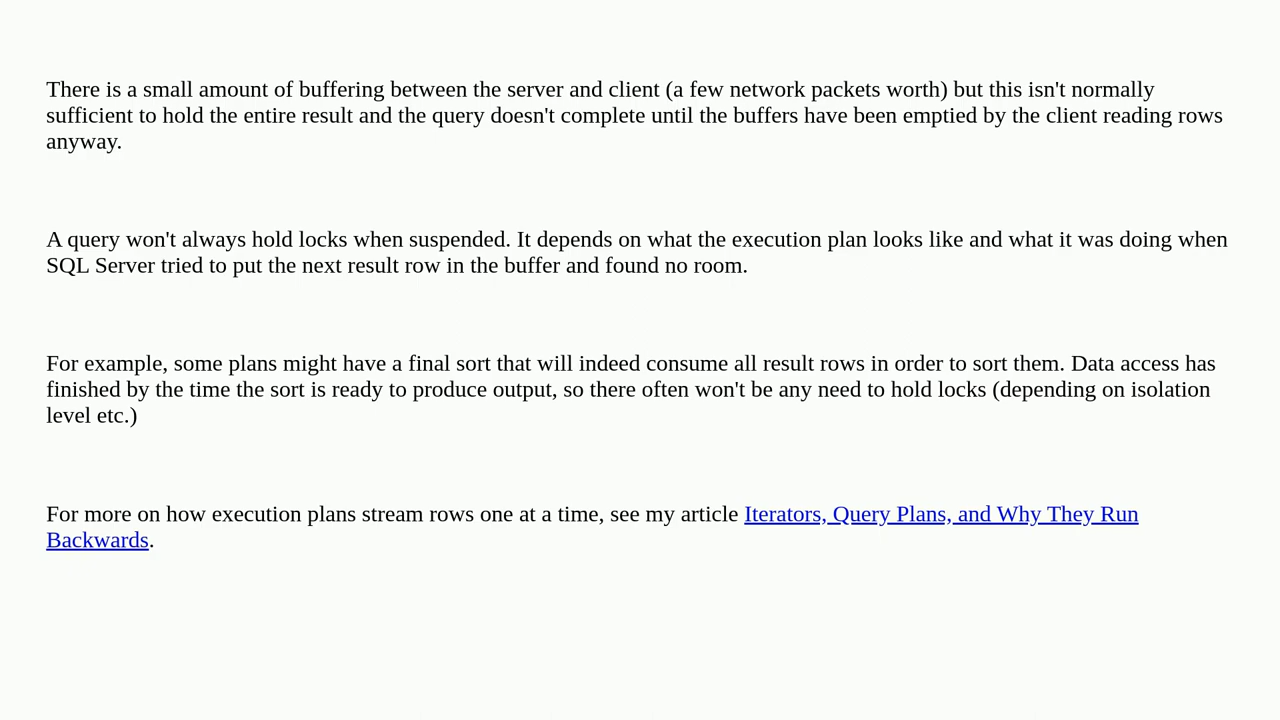 There is a small amount of buffering between the server and client (a few network packets worth) but this isn't normally
sufficient to hold the entire result and the query doesn't complete until the buffers have been emptied by the client reading rows
anyway.
A query won't always hold locks when suspended. It depends on what the execution plan looks like and what it was doing when
SQL Server tried to put the next result row in the buffer and found no room.
For example, some plans might have a final sort that will indeed consume all result rows in order to sort them. Data access has
finished by the time the sort is ready to produce output, so there often won't be any need to hold locks (depending on isolation
level etc.)
For more on how execution plans stream rows one at a time, see my article Iterators, Query Plans, and Why They Run
Backwards.